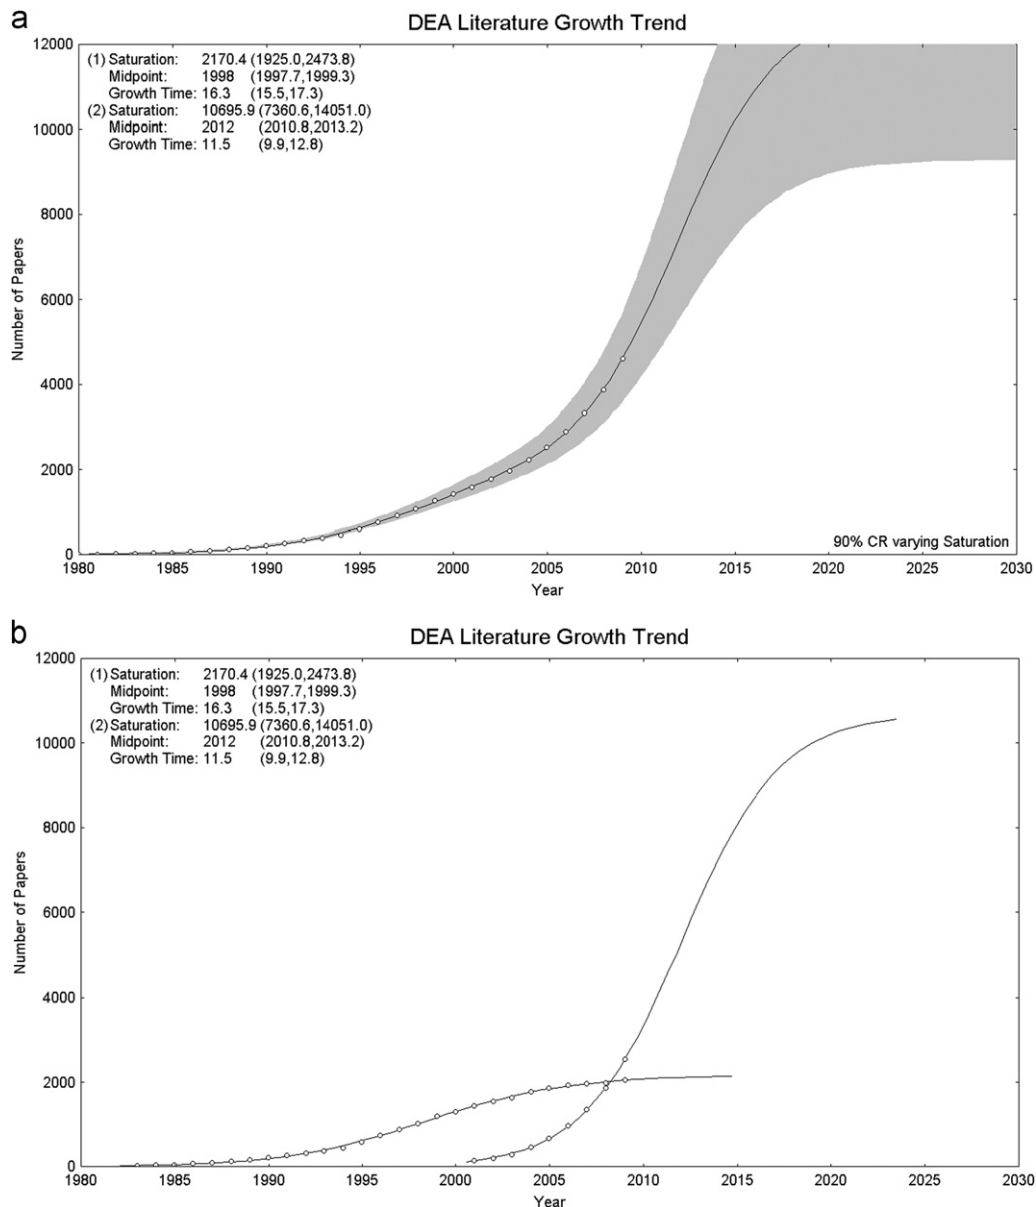 a
DEA Literature Growth Trend
12000
10000
8000
6000
4000
2000
0
Number of Papers
(1) Saturation: 2170.4 (1925.0,2473.8)
Midpoint: 1998 (1997.7,1999.3)
Growth Time: 16.3 (15.5,17.3)
(2) Saturation: 10695.9 (7360.6,14051.0)
Midpoint: 2012 (2010.8,2013.2)
Growth Time: 11.5 (9.9,12.8)
90% CR varying Saturation
1980 1985 1990 1995 2000 2005 2010 2015 2020 2025 2030
Year
b
DEA Literature Growth Trend
12000
10000
8000
6000
4000
2000
0
Number of Papers
(1) Saturation: 2170.4 (1925.0,2473.8)
Midpoint: 1998 (1997.7,1999.3)
Growth Time: 16.3 (15.5,17.3)
(2) Saturation: 10695.9 (7360.6,14051.0)
Midpoint: 2012 (2010.8,2013.2)
Growth Time: 11.5 (9.9,12.8)
1980 1985 1990 1995 2000 2005 2010 2015 2020 2025 2030
Year